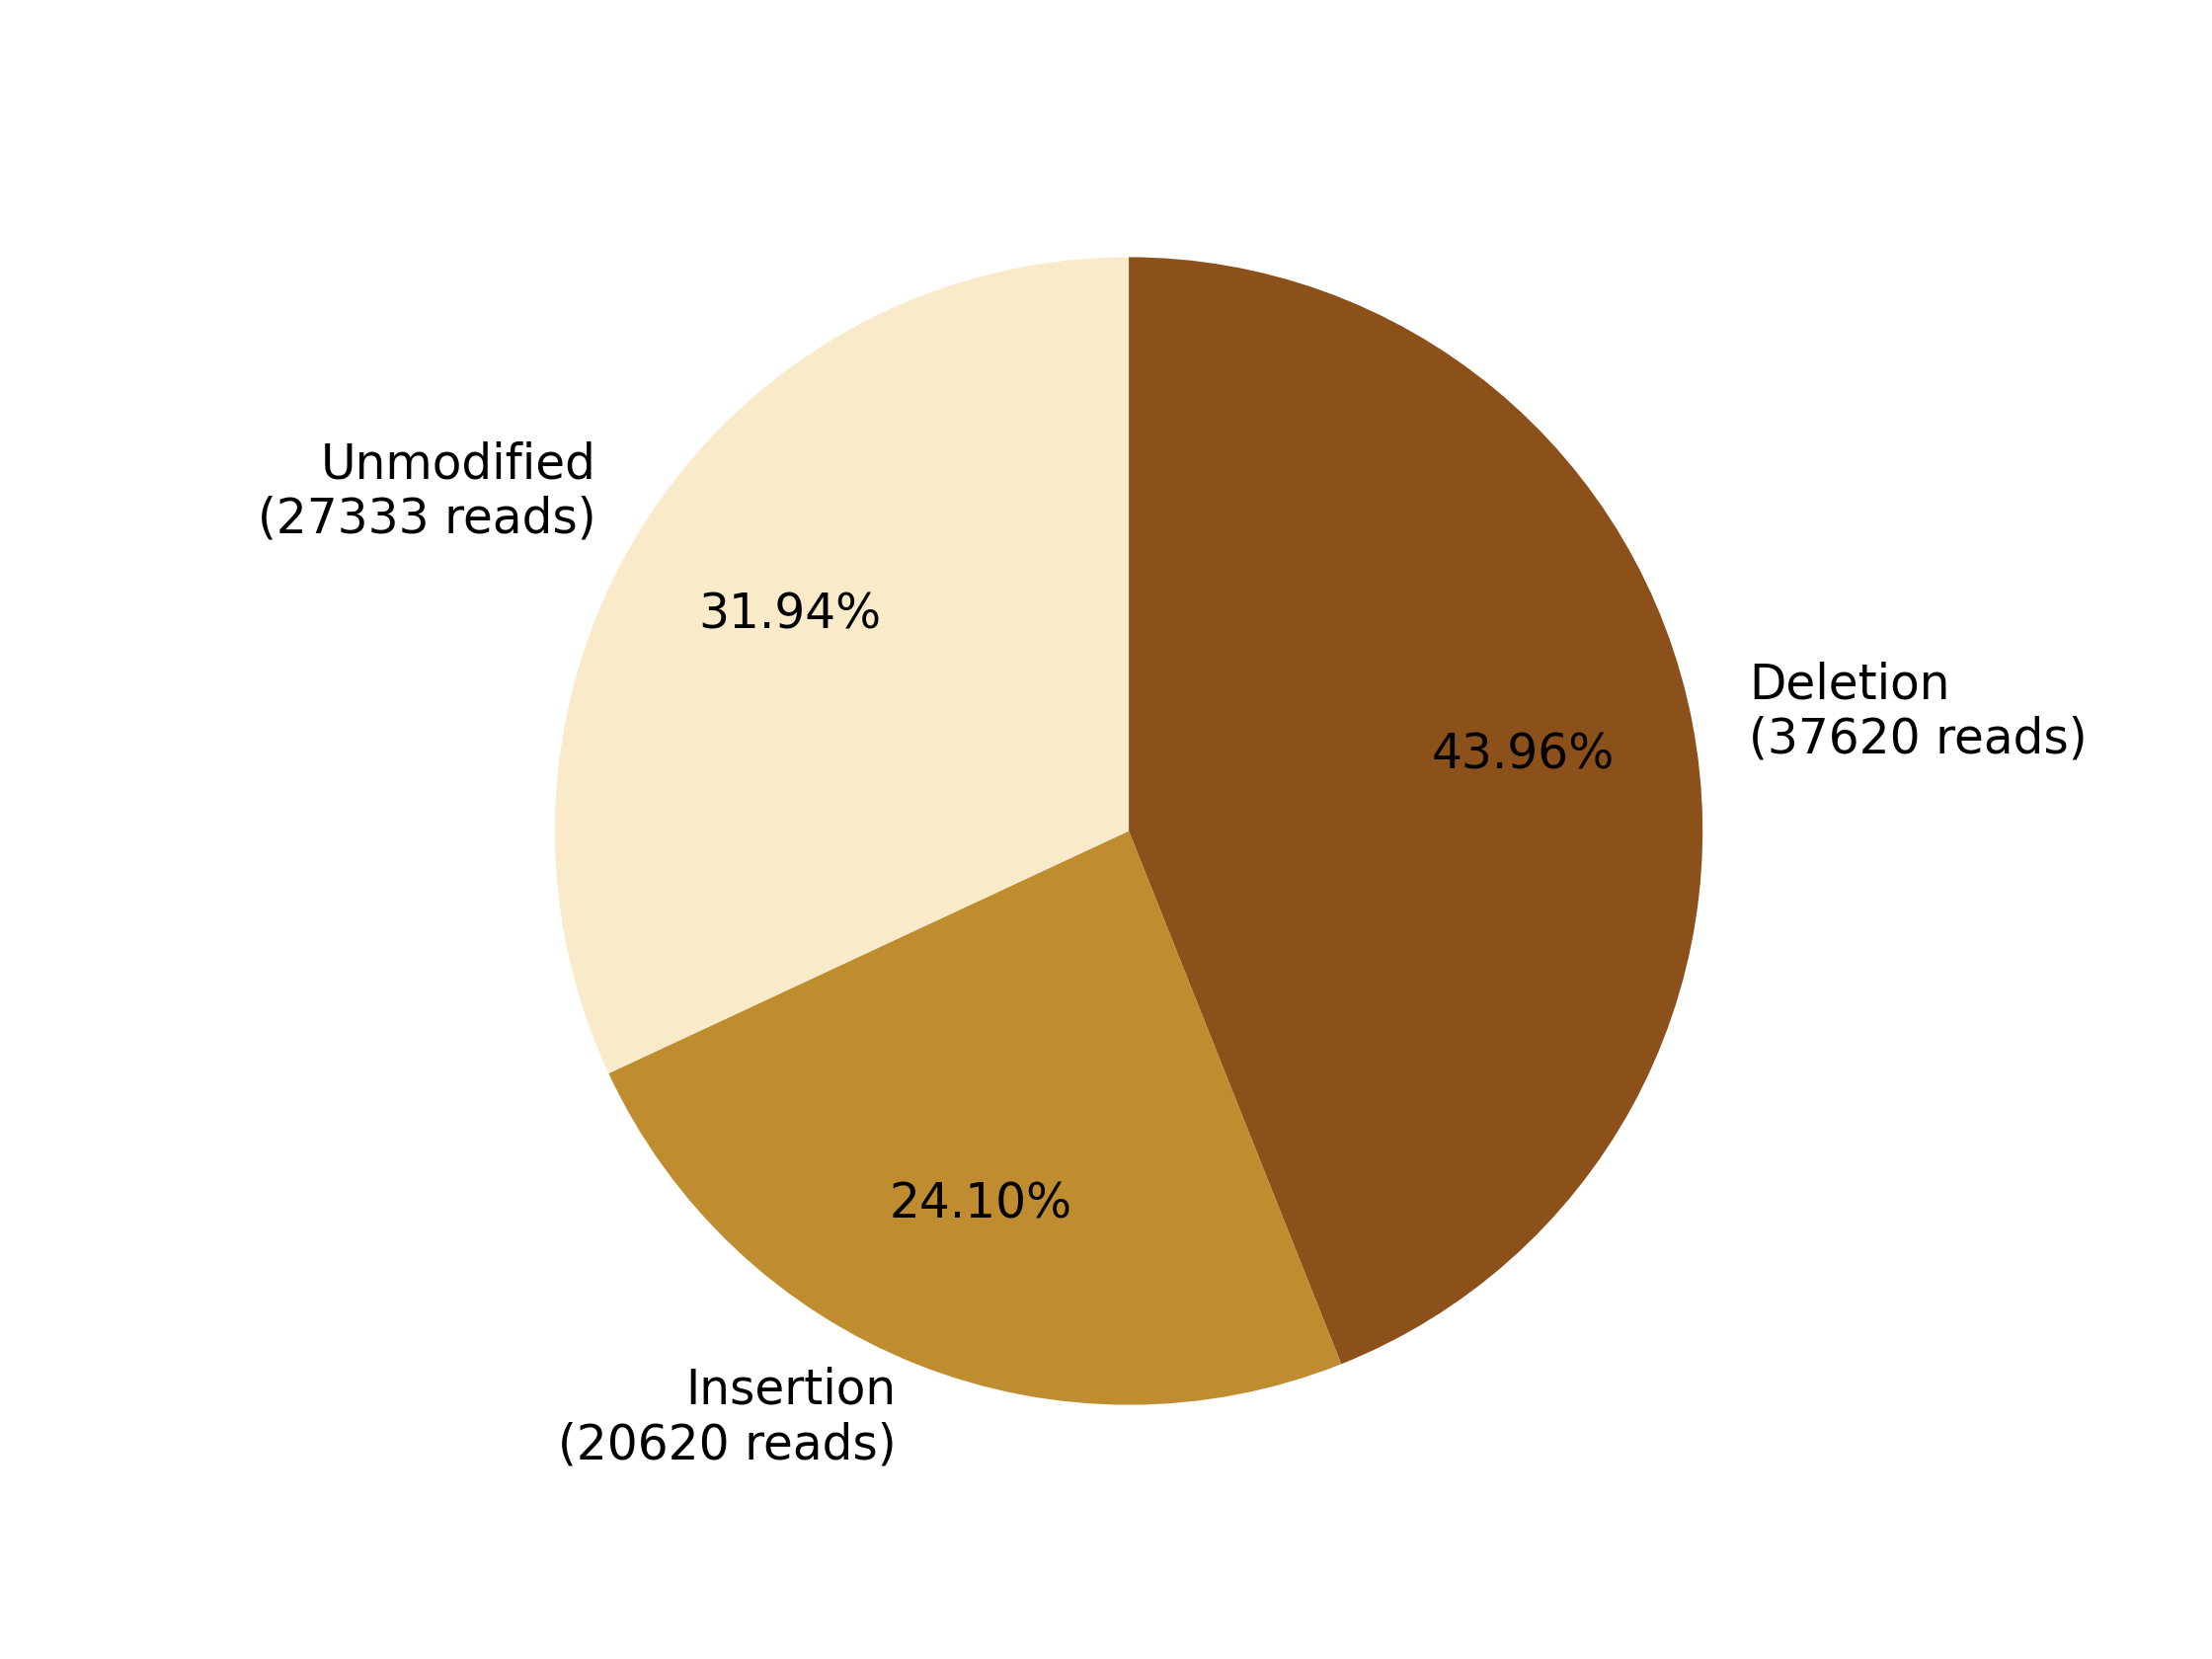 Unmodified
(27333 reads)
31.94%
Deletion
(37620 reads)
43.96%
24.10%
Insertion
(20620 reads)